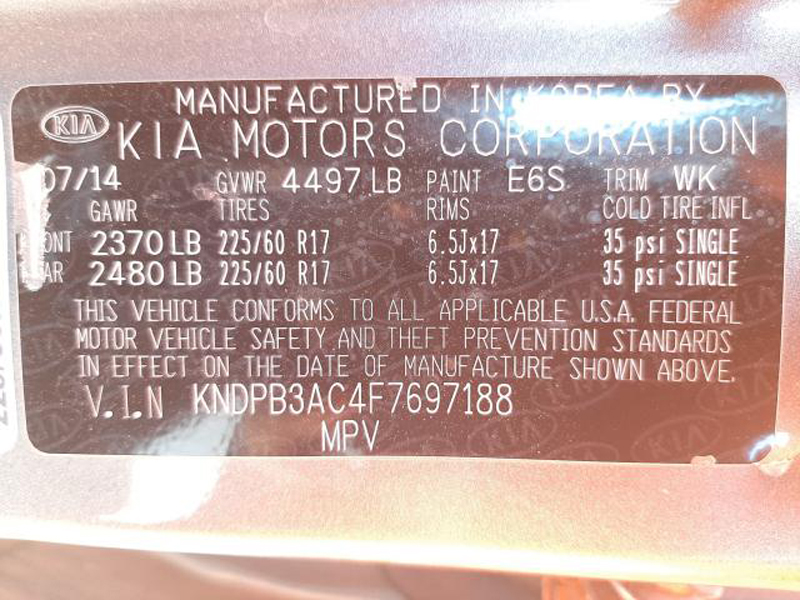 MANUFACTURED IN KOREA BY
KIA
KIA MOTORS CORPORATION
07/14 GVWR 4497 LB PAINT E6S TRIM WK
GAWR TIRES RIMS COLD TIRE INFL
2370 LB 225/60 R17 6.5Jx17 35 psi SINGLE
2480 LB 225/60 R17 6.5Jx17 35 psi SINGLE
THIS VEHICLE CONFORMS TO ALL APPLICABLE U.S.A. FEDERAL
MOTOR VEHICLE SAFETY AND THEFT PREVENTION STANDARDS
IN EFFECT ON THE DATE OF MANUFACTURE SHOWN ABOVE.
V.I.N KNDPB3AC4F7697188
MPV